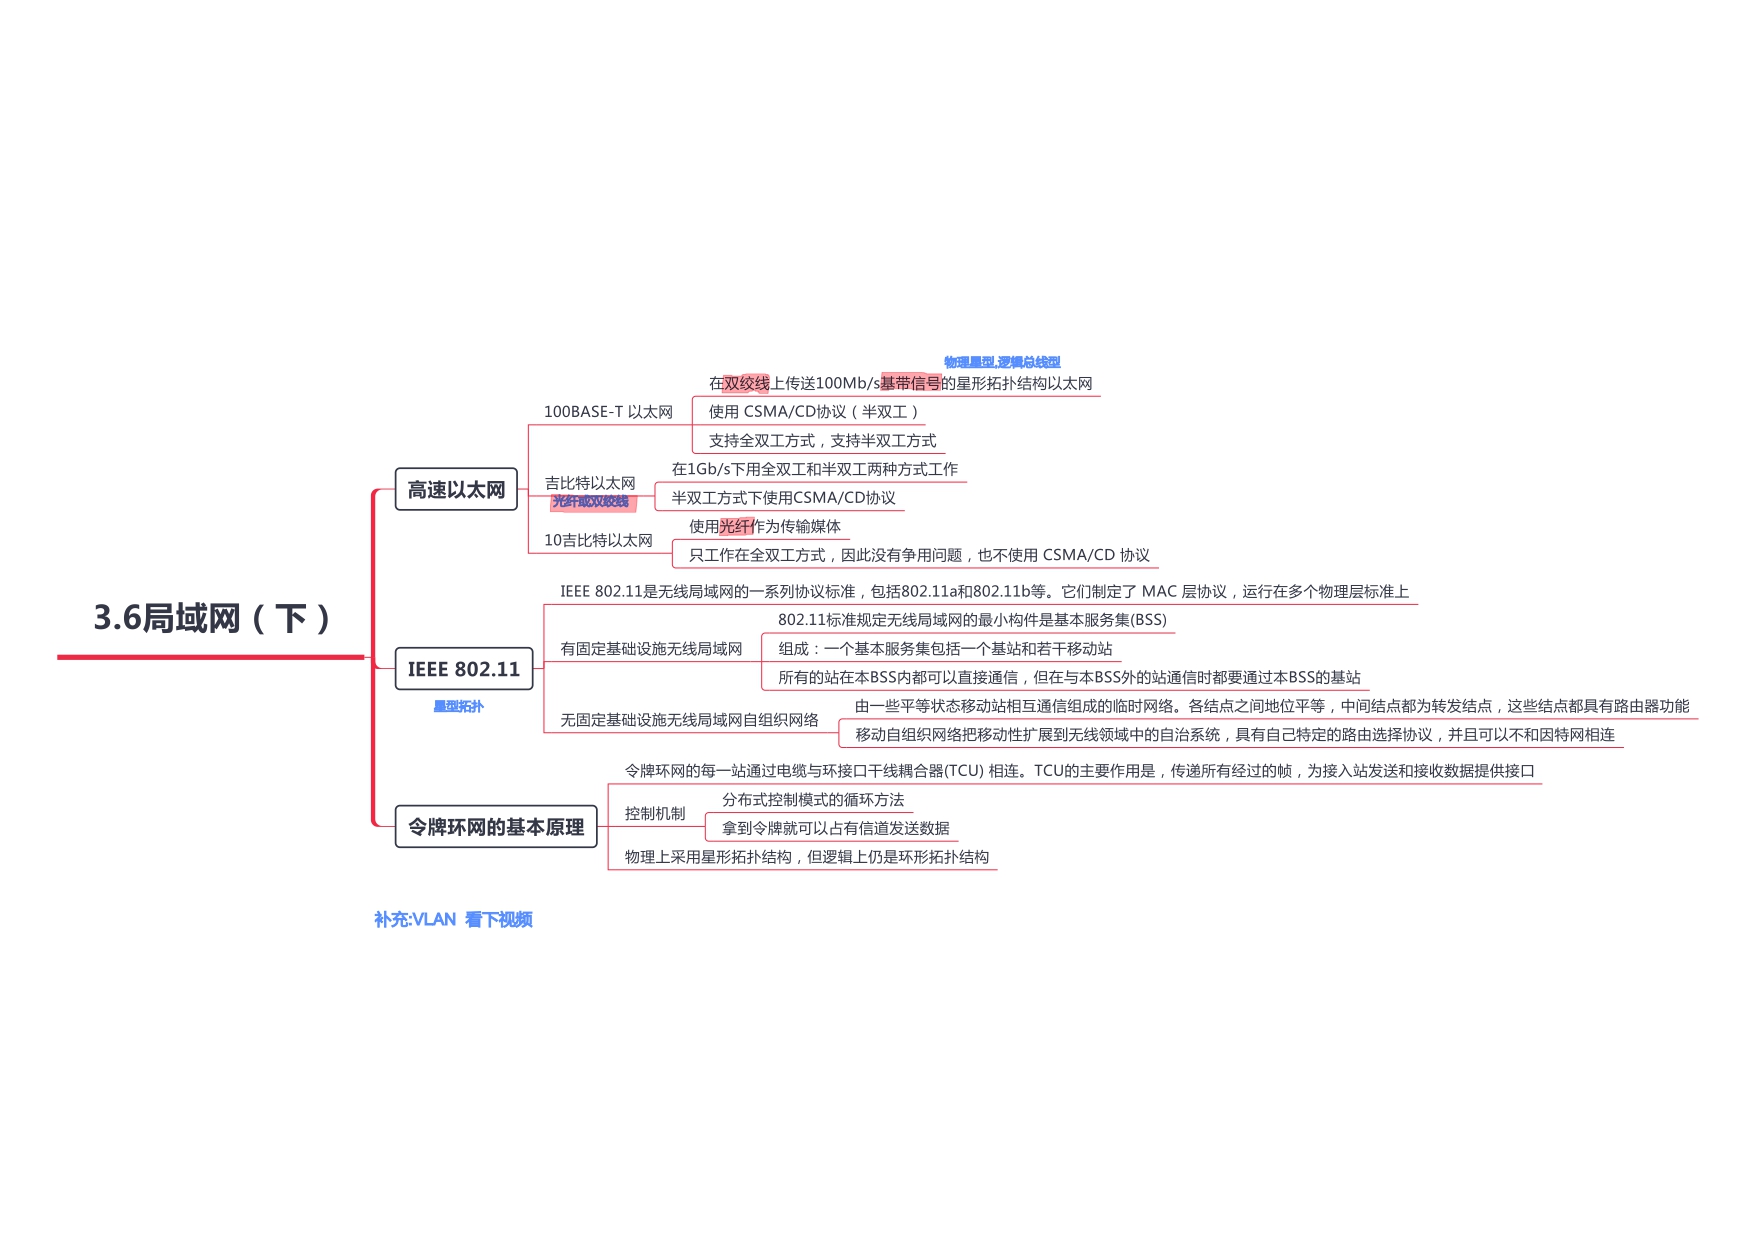 3.6局域网（下）
高速以太网
100BASE-T 以太网
物理星型,逻辑总线型
在双绞线上传送100Mb/s基带信号的星形拓扑结构以太网
使用 CSMA/CD协议（半双工）
支持全双工方式，支持半双工方式
吉比特以太网
光纤或双绞线
在1Gb/s下用全双工和半双工两种方式工作
半双工方式下使用CSMA/CD协议
10吉比特以太网
使用光纤作为传输媒体
只工作在全双工方式，因此没有争用问题，也不使用 CSMA/CD 协议
IEEE 802.11
星型拓扑
IEEE 802.11是无线局域网的一系列协议标准，包括802.11a和802.11b等。它们制定了 MAC 层协议，运行在多个物理层标准上
有固定基础设施无线局域网
802.11标准规定无线局域网的最小构件是基本服务集(BSS)
组成：一个基本服务集包括一个基站和若干移动站
所有的站在本BSS内都可以直接通信，但在与本BSS外的站通信时都要通过本BSS的基站
无固定基础设施无线局域网自组织网络
由一些平等状态移动站相互通信组成的临时网络。各结点之间地位平等，中间结点都为转发结点，这些结点都具有路由器功能
移动自组织网络把移动性扩展到无线领域中的自治系统，具有自己特定的路由选择协议，并且可以不和因特网相连
令牌环网的基本原理
令牌环网的每一站通过电缆与环接口干线耦合器(TCU) 相连。TCU的主要作用是，传递所有经过的帧，为接入站发送和接收数据提供接口
控制机制
分布式控制模式的循环方法
拿到令牌就可以占有信道发送数据
物理上采用星形拓扑结构，但逻辑上仍是环形拓扑结构
补充:VLAN 看下视频